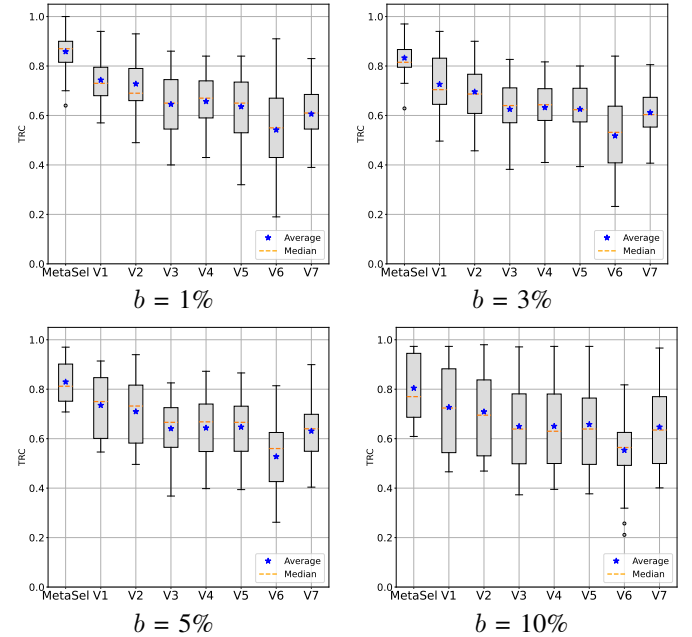 1.0
0.8
0.6
0.4
0.2
0.0
TRC
Average
Median
MetaSel V1 V2 V3 V4 V5 V6 V7
b = 1%
1.0
0.8
0.6
0.4
0.2
0.0
TRC
Average
Median
MetaSel V1 V2 V3 V4 V5 V6 V7
b = 3%
1.0
0.8
0.6
0.4
0.2
0.0
TRC
Average
Median
MetaSel V1 V2 V3 V4 V5 V6 V7
b = 5%
1.0
0.8
0.6
0.4
0.2
0.0
TRC
Average
Median
MetaSel V1 V2 V3 V4 V5 V6 V7
b = 10%